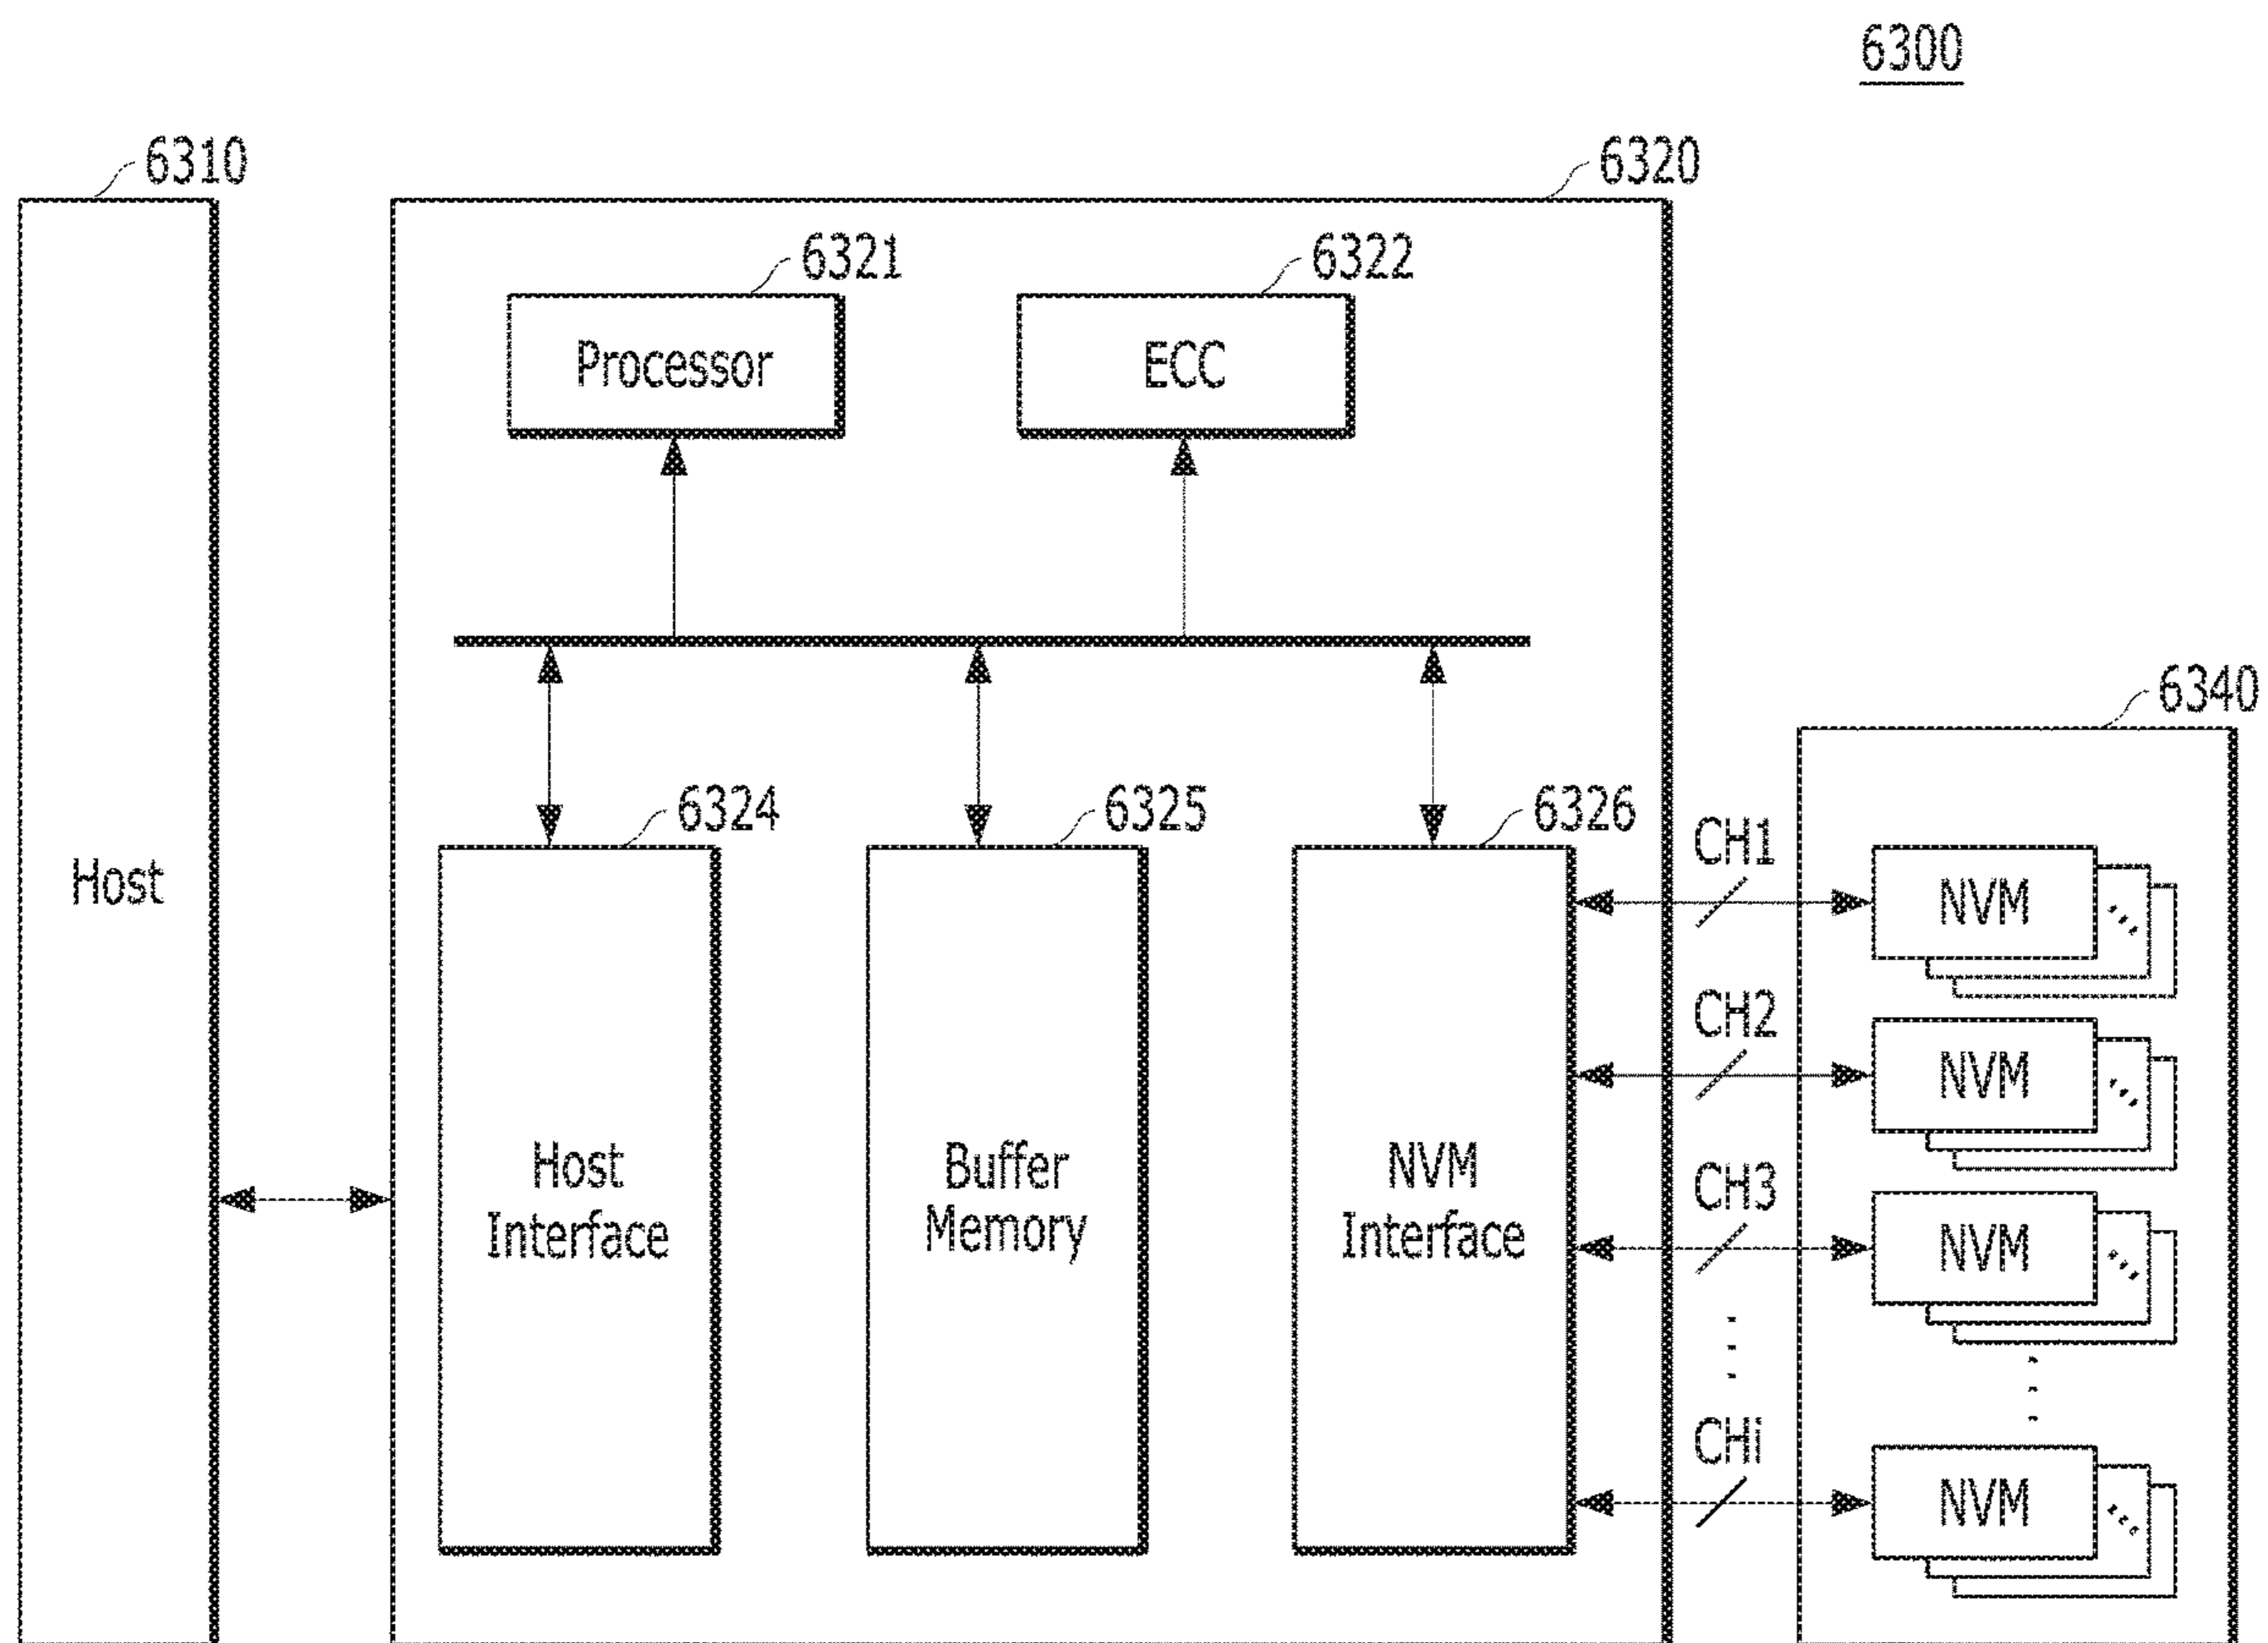 6300
6310
6320
6321
6322
Processor
ECC
6340
6324
6325
6326
CH1
Host
NVM
CH2
NVM
Host
Interface
Buffer
Memory
NVM
Interface
CH3
NVM
CHi
NVM